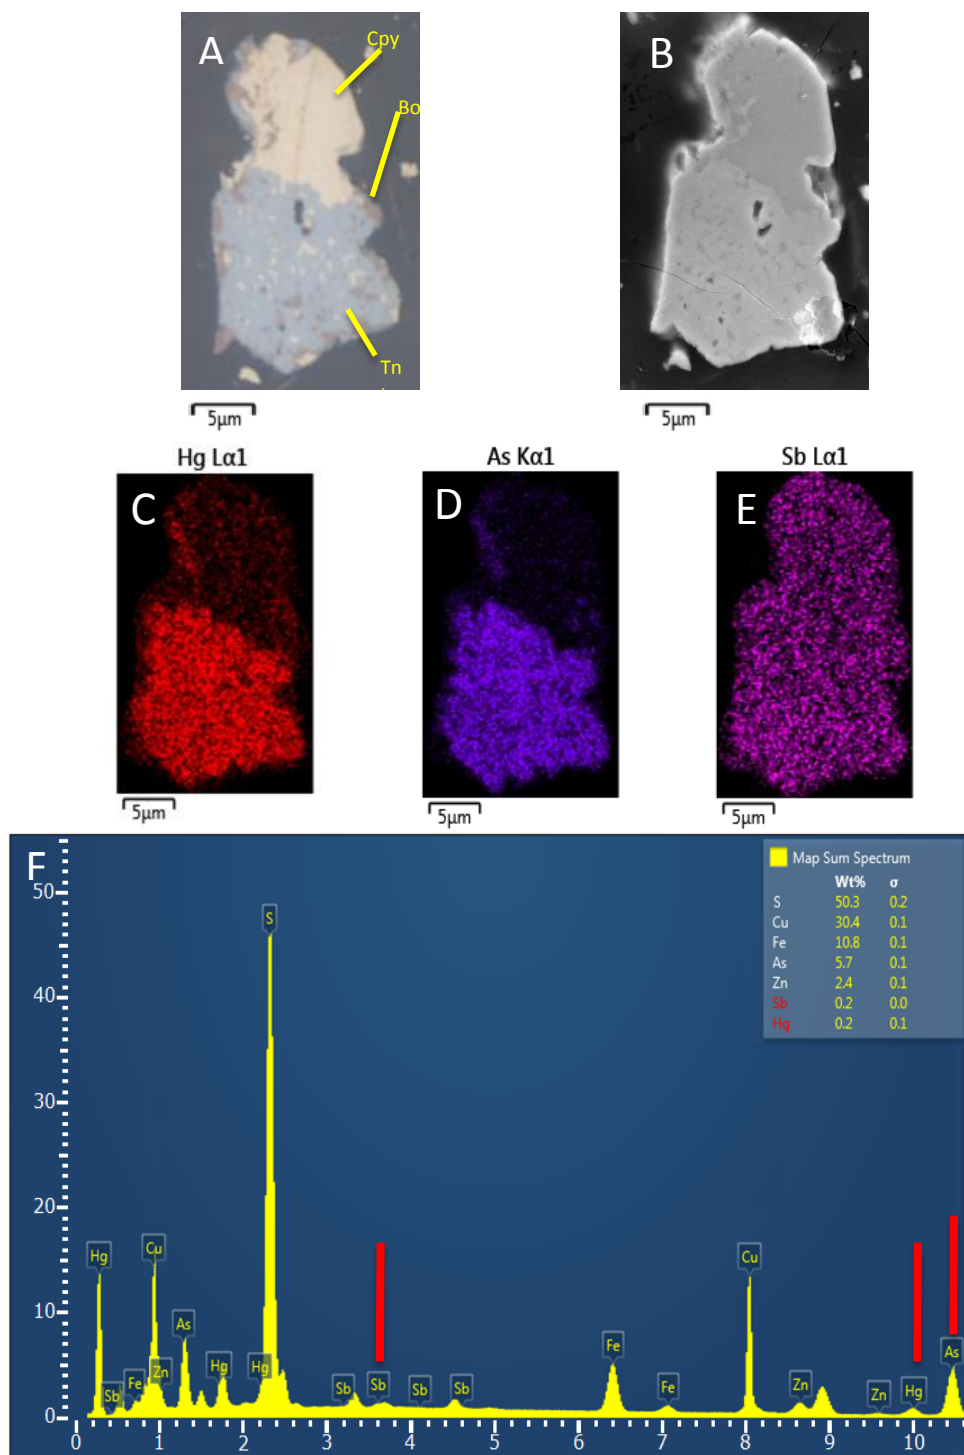 A
Cpy
Bo
Tn
B
5µm
5µm
Hg Lα1
As Kα1
Sb Lα1
C
D
E
5µm
5µm
5µm
F
Map Sum Spectrum
Wt% σ
S 50.3 0.2
Cu 30.4 0.1
Fe 10.8 0.1
As 5.7 0.1
Zn 2.4 0.1
Sb 0.2 0.0
Hg 0.2 0.1
50
40
30
20
10
0
S
Hg
Cu
As
Zn
Fe
Sb
Hg
Hg
Sb
Sb
Sb
Sb
Fe
Fe
Cu
Zn
Zn
Hg
As
0 1 2 3 4 5 6 7 8 9 10